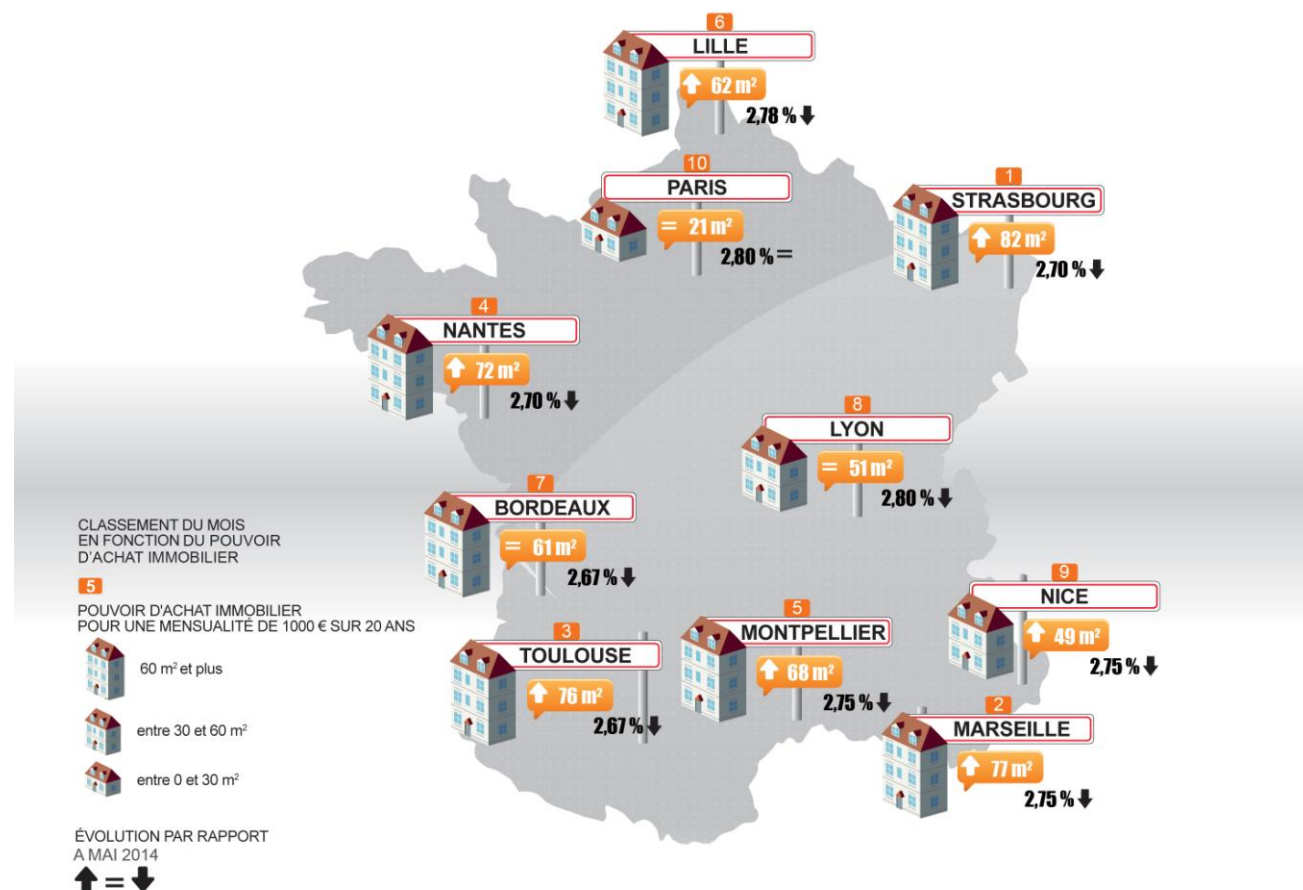 6
LILLE
62 m²
2,78 %
10
PARIS
= 21 m²
2,80 % =
1
STRASBOURG
82 m²
2,70 %
4
NANTES
72 m²
2,70 %
8
LYON
= 51 m²
2,80 %
7
BORDEAUX
= 61 m²
2,67 %
9
NICE
49 m²
2,75 %
5
MONTPELLIER
68 m²
2,75 %
3
TOULOUSE
76 m²
2,67 %
2
MARSEILLE
77 m²
2,75 %
CLASSEMENT DU MOIS
EN FONCTION DU POUVOIR
D'ACHAT IMMOBILIER
5
POUVOIR D'ACHAT IMMOBILIER
POUR UNE MENSUALITÉ DE 1000 € SUR 20 ANS
60 m² et plus
entre 30 et 60 m²
entre 0 et 30 m²
ÉVOLUTION PAR RAPPORT
A MAI 2014
=